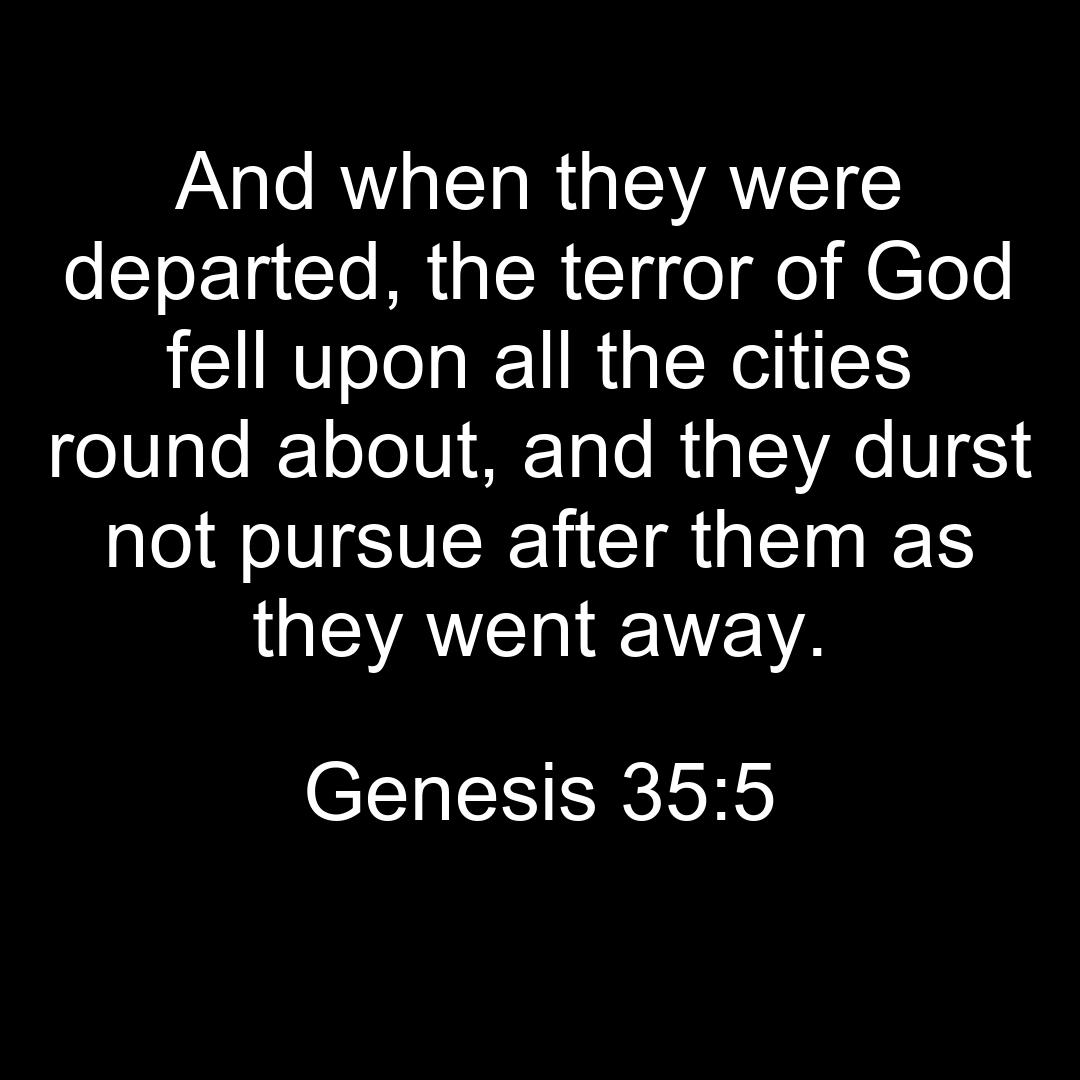 And when they were
departed, the terror of God
fell upon all the cities
round about, and they durst
not pursue after them as
they went away.
Genesis 35:5